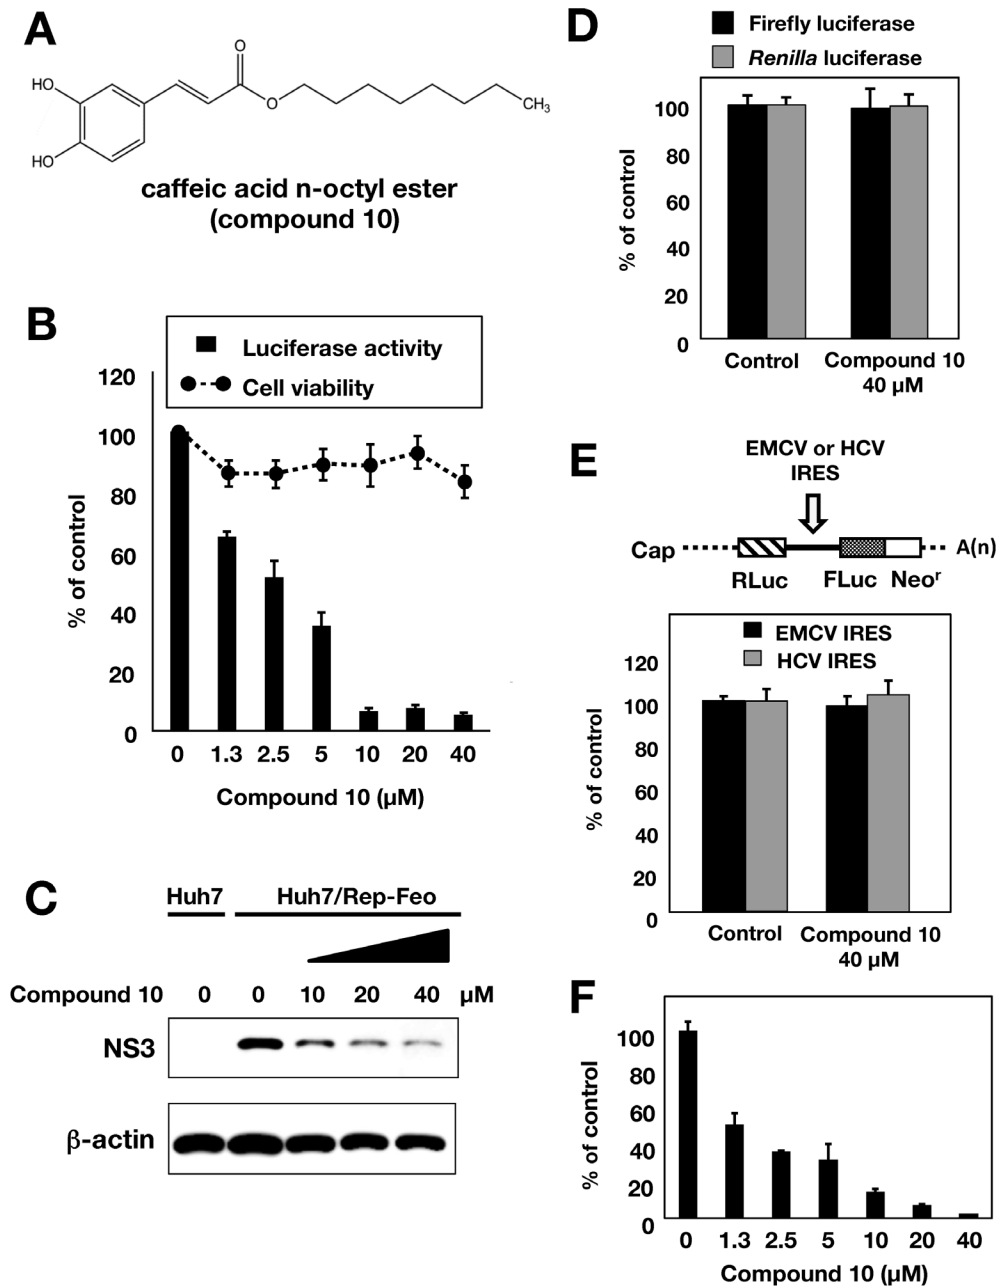 A
O
HO
O
CH3
HO
caffeic acid n-octyl ester
(compound 10)
B
Luciferase activity
Cell viability
120
100
80
60
40
20
0
% of control
0 1.3 2.5 5 10 20 40
Compound 10 (µM)
C
Huh7 Huh7/Rep-Feo
Compound 10 0 0 10 20 40 µM
NS3
β-actin
D
Firefly luciferase
Renilla luciferase
100
80
60
40
20
0
% of control
Control Compound 10
40 µM
E
EMCV or HCV
IRES
Cap A(n)
RLuc FLuc Neor
EMCV IRES
HCV IRES
120
100
80
60
40
20
0
% of control
Control Compound 10
40 µM
F
100
80
60
40
20
0
% of control
0 1.3 2.5 5 10 20 40
Compound 10 (µM)